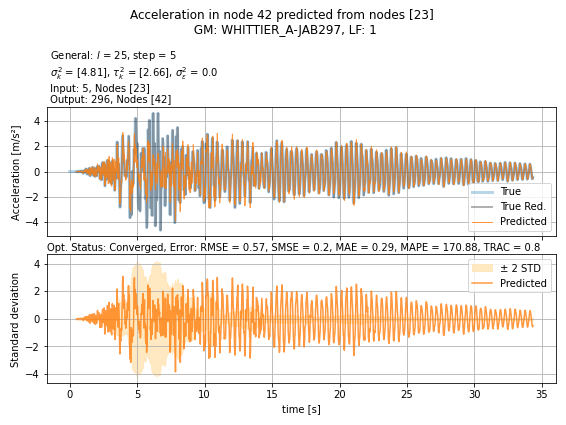 Acceleration in node 42 predicted from nodes [23]
GM: WHITTIER_A-JAB297, LF: 1
General: l = 25, step = 5
σ²ₖ = [4.81], τ²ₖ = [2.66], σ²ε = 0.0
Input: 5, Nodes [23]
Output: 296, Nodes [42]
Acceleration [m/s²]
4
2
0
−2
−4
True
True Red.
Predicted
Opt. Status: Converged, Error: RMSE = 0.57, SMSE = 0.2, MAE = 0.29, MAPE = 170.88, TRAC = 0.8
Standard deviation
4
2
0
−2
−4
± 2 STD
Predicted
0 5 10 15 20 25 30 35
time [s]